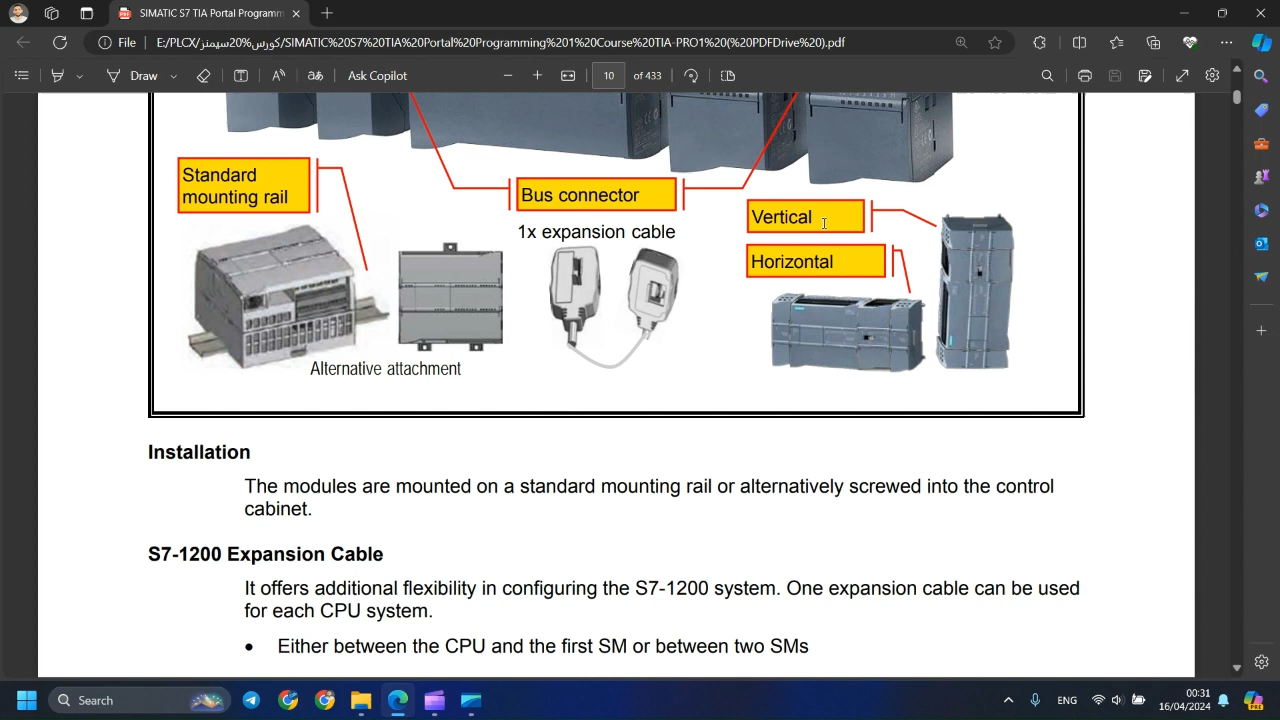 SIMATIC S7 TIA Portal Programm
File
E:/PLCX/كورس%20سيمنز/SIMATIC%20S7%20TIA%20Portal%20Programming%201%20Course%20TIA-PRO1%20(%20PDFDrive%20).pdf
Draw
Ask Copilot
10
of 433
Standard
mounting rail
Bus connector
1x expansion cable
Vertical
Horizontal
Alternative attachment
Installation
The modules are mounted on a standard mounting rail or alternatively screwed into the control
cabinet.
S7-1200 Expansion Cable
It offers additional flexibility in configuring the S7-1200 system. One expansion cable can be used
for each CPU system.
• Either between the CPU and the first SM or between two SMs
Search
ENG
00:31
16/04/2024